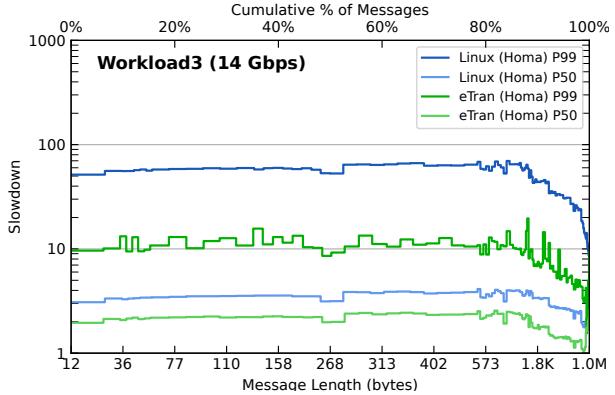 Cumulative % of Messages
0% 20% 40% 60% 80% 100%
1000
Workload3 (14 Gbps)
Linux (Homa) P99
Linux (Homa) P50
eTran (Homa) P99
eTran (Homa) P50
100
Slowdown
10
1
12 36 77 110 158 268 313 402 573 1.8K 1.0M
Message Length (bytes)